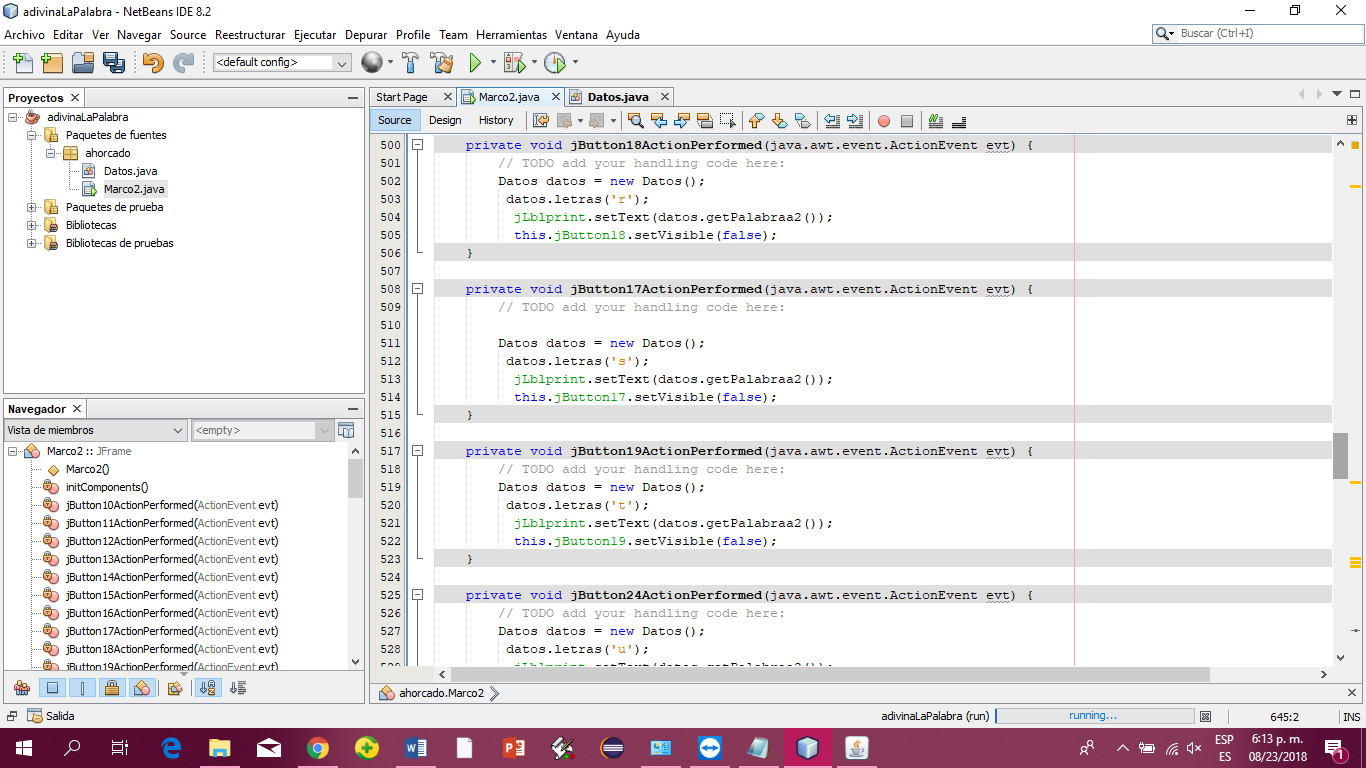 adivinaLaPalabra - NetBeans IDE 8.2
Archivo Editar Ver Navegar Source Reestructurar Ejecutar Depurar Profile Team Herramientas Ventana Ayuda
Buscar (Ctrl+I)
<default config>
Proyectos
adivinaLaPalabra
Paquetes de fuentes
ahorcado
Datos.java
Marco2.java
Paquetes de prueba
Bibliotecas
Bibliotecas de pruebas
Navegador
Vista de miembros
<empty>
Marco2 :: JFrame
Marco2()
initComponents()
jButton10ActionPerformed(ActionEvent evt)
jButton11ActionPerformed(ActionEvent evt)
jButton12ActionPerformed(ActionEvent evt)
jButton13ActionPerformed(ActionEvent evt)
jButton14ActionPerformed(ActionEvent evt)
jButton15ActionPerformed(ActionEvent evt)
jButton16ActionPerformed(ActionEvent evt)
jButton17ActionPerformed(ActionEvent evt)
jButton18ActionPerformed(ActionEvent evt)
jButton19ActionPerformed(ActionEvent evt)
Start Page Marco2.java Datos.java
Source Design History
500 private void jButton18ActionPerformed(java.awt.event.ActionEvent evt) {
501 // TODO add your handling code here:
502 Datos datos = new Datos();
503 datos.letras('r');
504 jLblprint.setText(datos.getPalabraa2());
505 this.jButton18.setVisible(false);
506 }
507
508 private void jButton17ActionPerformed(java.awt.event.ActionEvent evt) {
509 // TODO add your handling code here:
510
511 Datos datos = new Datos();
512 datos.letras('s');
513 jLblprint.setText(datos.getPalabraa2());
514 this.jButton17.setVisible(false);
515 }
516
517 private void jButton19ActionPerformed(java.awt.event.ActionEvent evt) {
518 // TODO add your handling code here:
519 Datos datos = new Datos();
520 datos.letras('t');
521 jLblprint.setText(datos.getPalabraa2());
522 this.jButton19.setVisible(false);
523 }
524
525 private void jButton24ActionPerformed(java.awt.event.ActionEvent evt) {
526 // TODO add your handling code here:
527 Datos datos = new Datos();
528 datos.letras('u');
529 jLblprint.setText(datos.getPalabraa2());
ahorcado.Marco2
Salida
adivinaLaPalabra (run) running... 645:2 INS
ESP
ES
6:13 p. m.
08/23/2018
1